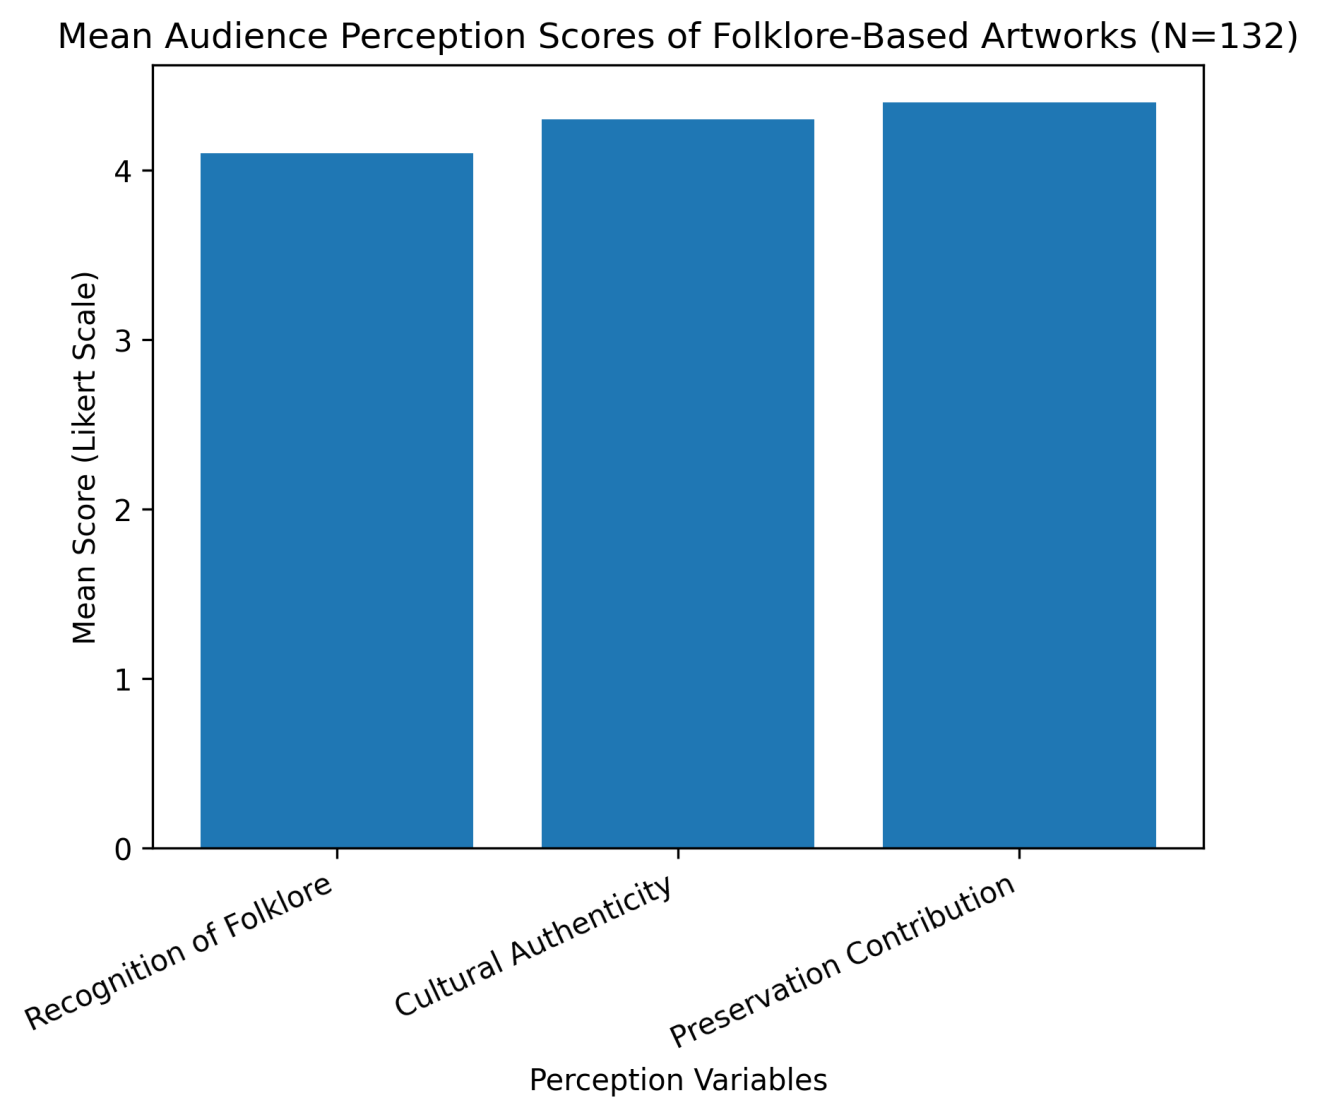 Mean Audience Perception Scores of Folklore-Based Artworks (N=132)
Mean Score (Likert Scale)
4
3
2
1
0
Recognition of Folklore
Cultural Authenticity
Preservation Contribution
Perception Variables